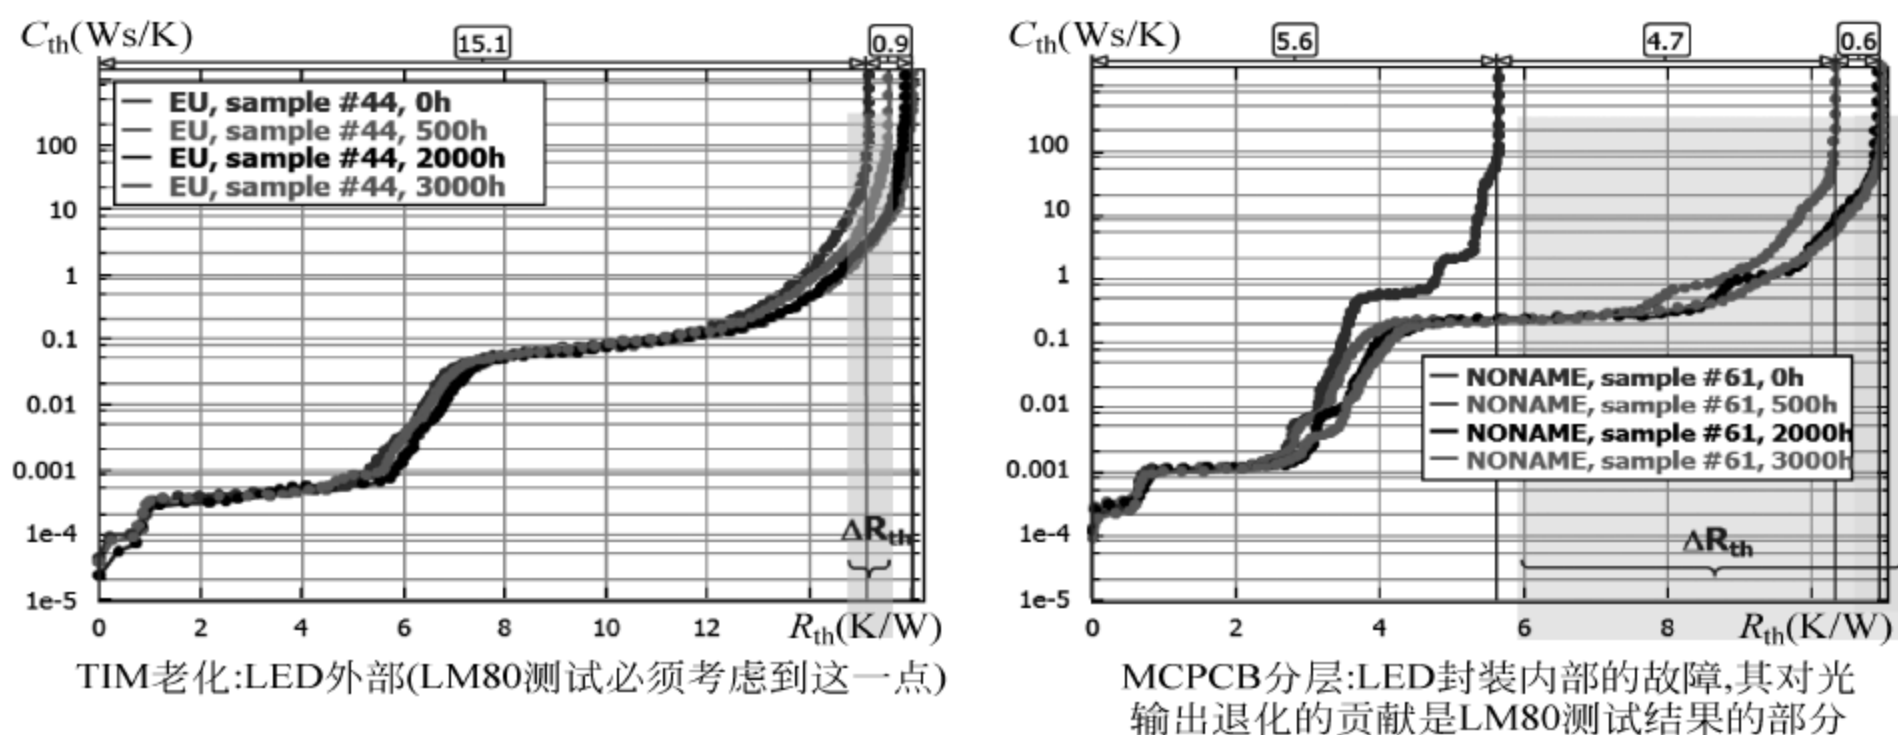 C_th(Ws/K)
15.1
0.9
EU, sample #44, 0h
EU, sample #44, 500h
EU, sample #44, 2000h
EU, sample #44, 3000h
100
10
1
0.1
0.01
0.001
1e-4
1e-5
ΔR_th
0 2 4 6 8 10 12 R_th(K/W)
TIM老化:LED外部(LM80测试必须考虑到这一点)
C_th(Ws/K)
5.6
4.7
0.6
100
10
1
0.1
0.01
0.001
1e-4
1e-5
NONAME, sample #61, 0h
NONAME, sample #61, 500h
NONAME, sample #61, 2000h
NONAME, sample #61, 3000h
ΔR_th
0 2 4 6 8 R_th(K/W)
MCPCB分层:LED封装内部的故障,其对光
输出退化的贡献是LM80测试结果的部分